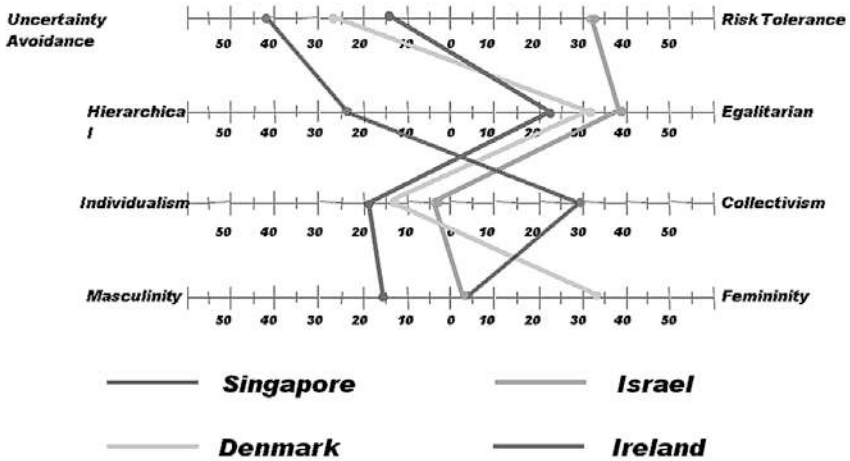 Uncertainty Risk Tolerance
Avoidance
50 40 30 20 10 0 10 20 30 40 50
Hierarchica Egalitarian
l
50 40 30 20 10 0 10 20 30 40 50
Individualism Collectivism
50 40 30 20 10 0 10 20 30 40 50
Masculinity Femininity
50 40 30 20 10 0 10 20 30 40 50
Singapore Israel
Denmark Ireland